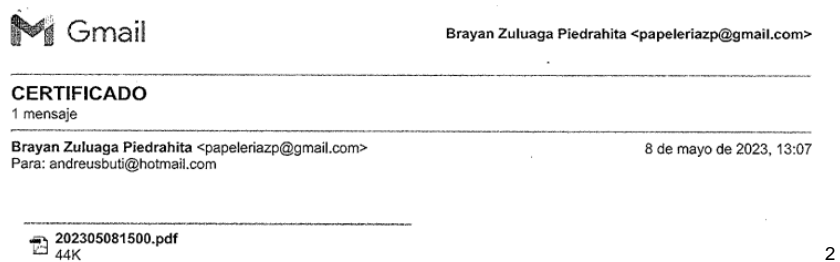 Gmail
Brayan Zuluaga Piedrahita <papeleriazp@gmail.com>
CERTIFICADO
1 mensaje
Brayan Zuluaga Piedrahita <papeleriazp@gmail.com>
8 de mayo de 2023, 13:07
Para: andreusbuti@hotmail.com
202305081500.pdf
44K
2